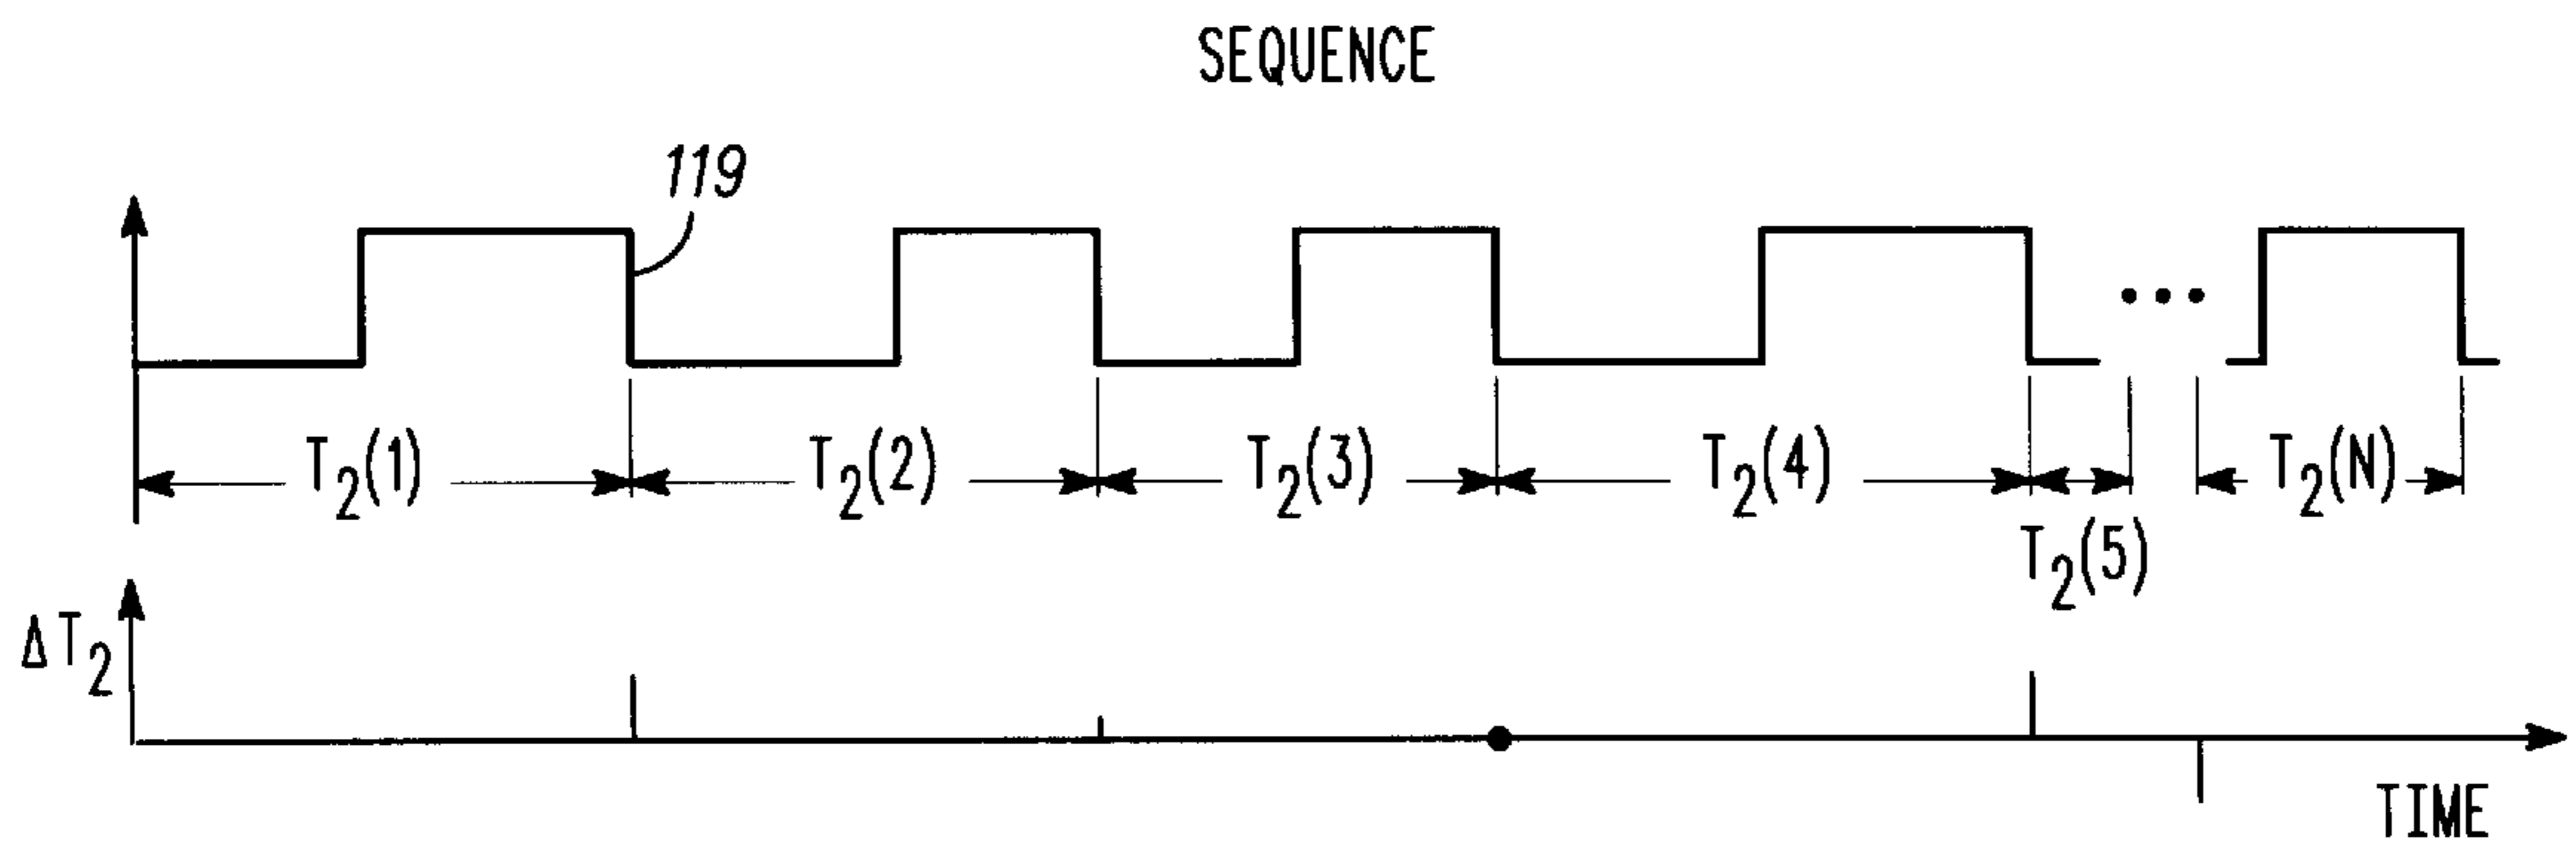 SEQUENCE
119
T2(1) T2(2) T2(3) T2(4) T2(N)
T2(5)
ΔT2
TIME